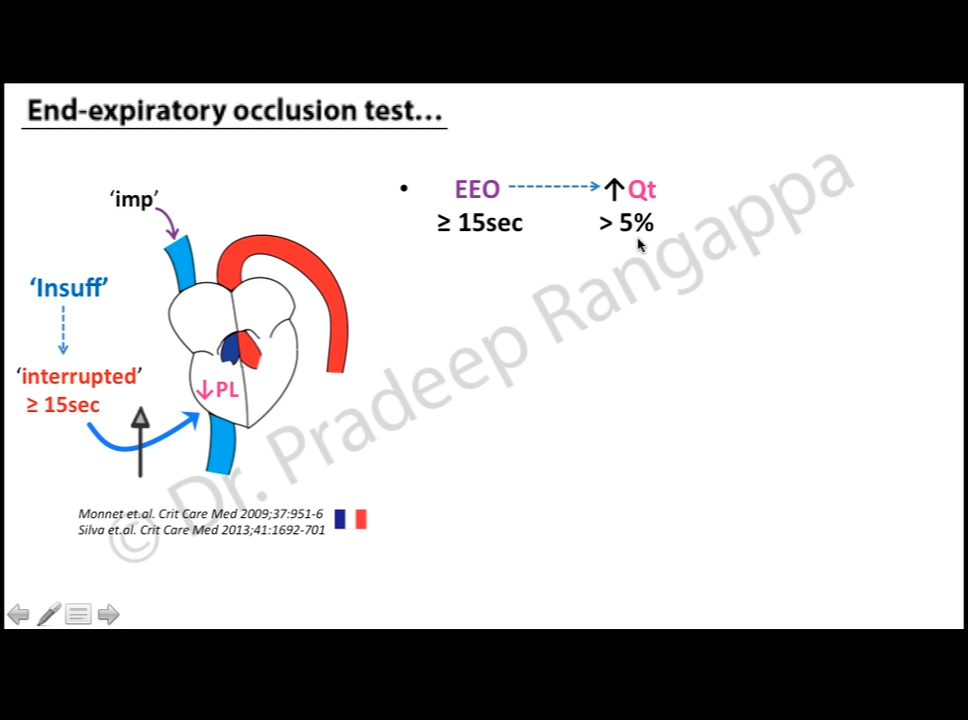 End-expiratory occlusion test...
‘imp’
• EEO ↑Qt
≥ 15sec > 5%
‘Insuff’
‘interrupted’
≥ 15sec
↓PL
Monnet et.al. Crit Care Med 2009;37:951-6
Silva et.al. Crit Care Med 2013;41:1692-701
© Dr. Pradeep Rangappa